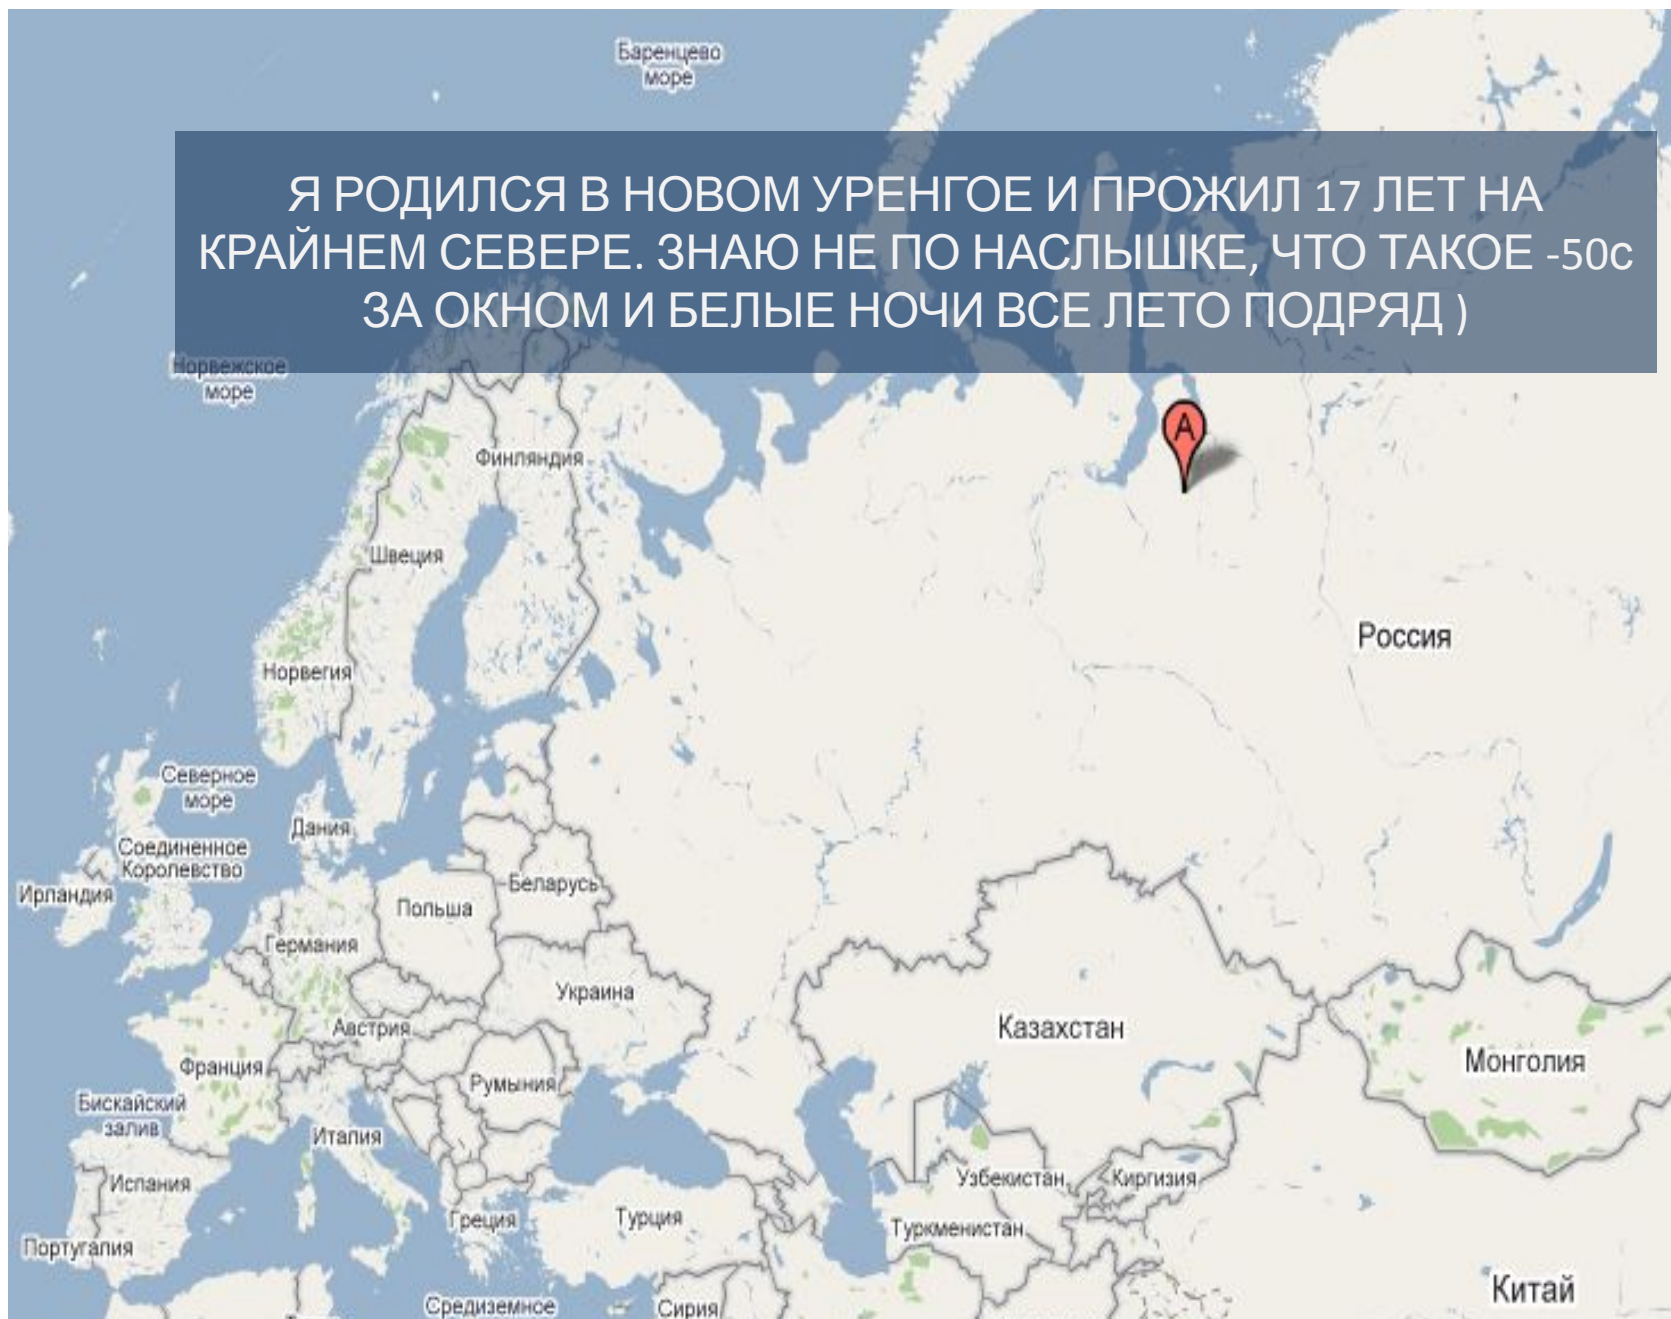 Баренцево
море
Я РОДИЛСЯ В НОВОМ УРЕНГОЕ И ПРОЖИЛ 17 ЛЕТ НА
КРАЙНЕМ СЕВЕРЕ. ЗНАЮ НЕ ПО НАСЛЫШКЕ, ЧТО ТАКОЕ -50с
ЗА ОКНОМ И БЕЛЫЕ НОЧИ ВСЕ ЛЕТО ПОДРЯД )
Норвежское
море
A
Финляндия
Швеция
Россия
Норвегия
Северное
море
Дания
Соединенное
Королевство
Ирландия
Беларусь
Польша
Германия
Украина
Австрия
Казахстан
Франция
Монголия
Румыния
Бискайский
залив
Италия
Испания
Узбекистан
Киргизия
Греция
Турция
Туркменистан
Португалия
Китай
Средиземное
Сирия